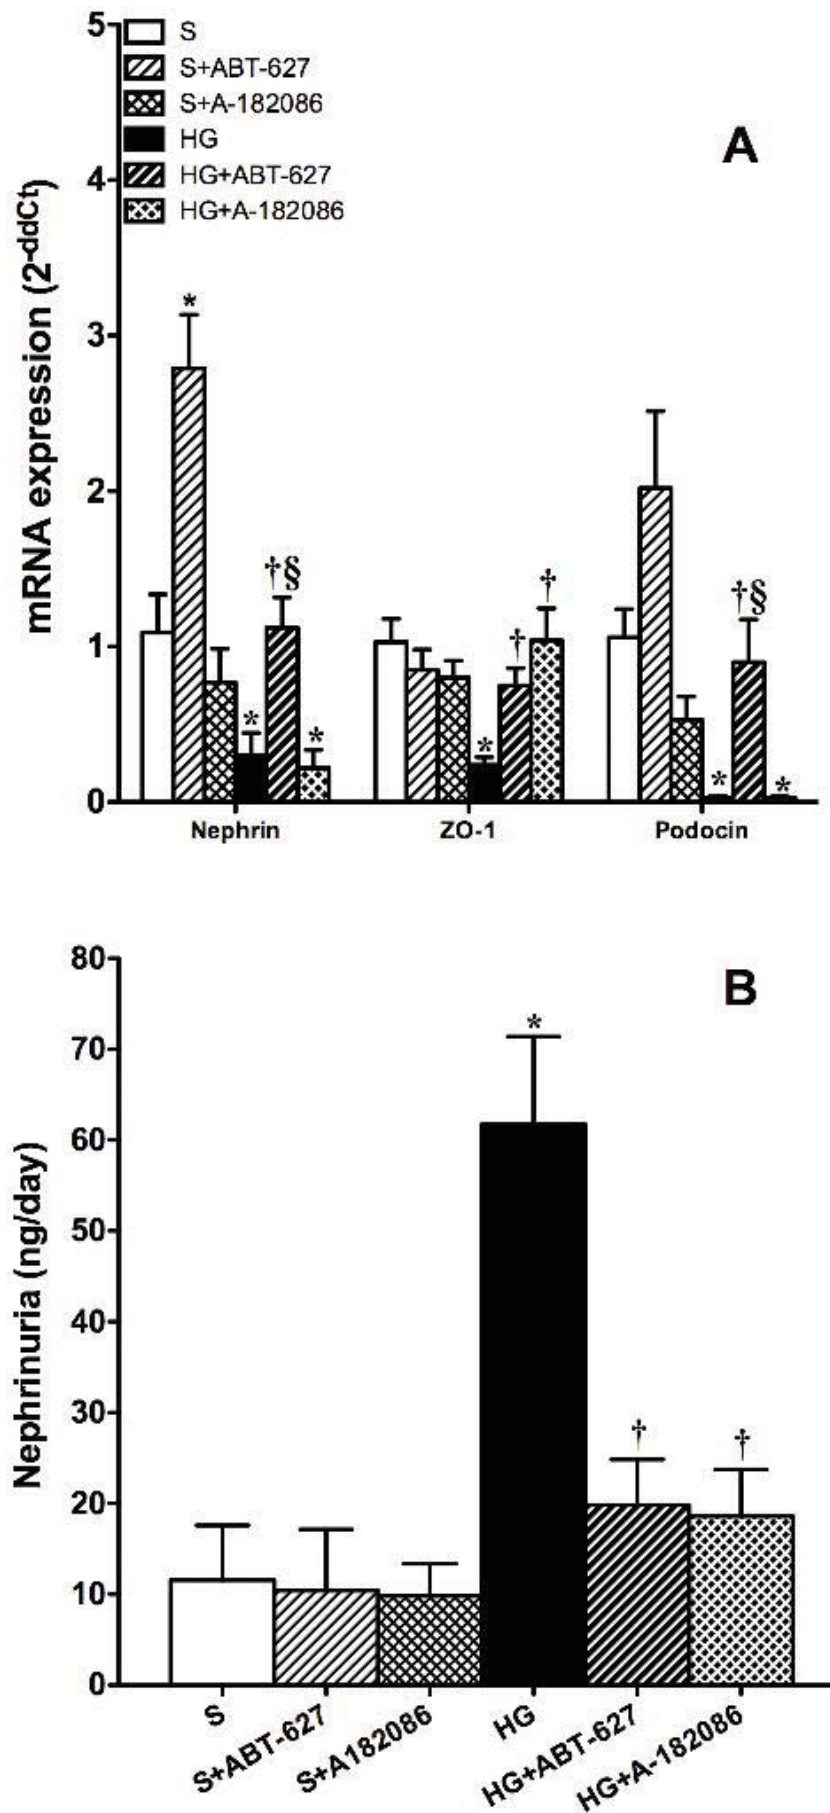 5
S
S+ABT-627
S+A-182086
HG
HG+ABT-627
HG+A-182086
A
4
3
2
1
0
mRNA expression (2-ddCt)
*
*
†§
*
*
†
†
*
†§
*
Nephrin ZO-1 Podocin
80
B
70
60
50
40
30
20
10
0
Nephrinuria (ng/day)
*
†
†
S
S+ABT-627
S+A182086
HG
HG+ABT-627
HG+A-182086